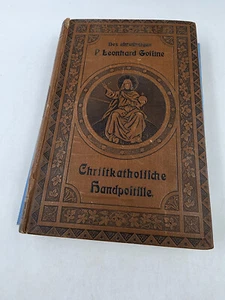 P. Leonhard Goffine
Christkatholische
Handpostille.